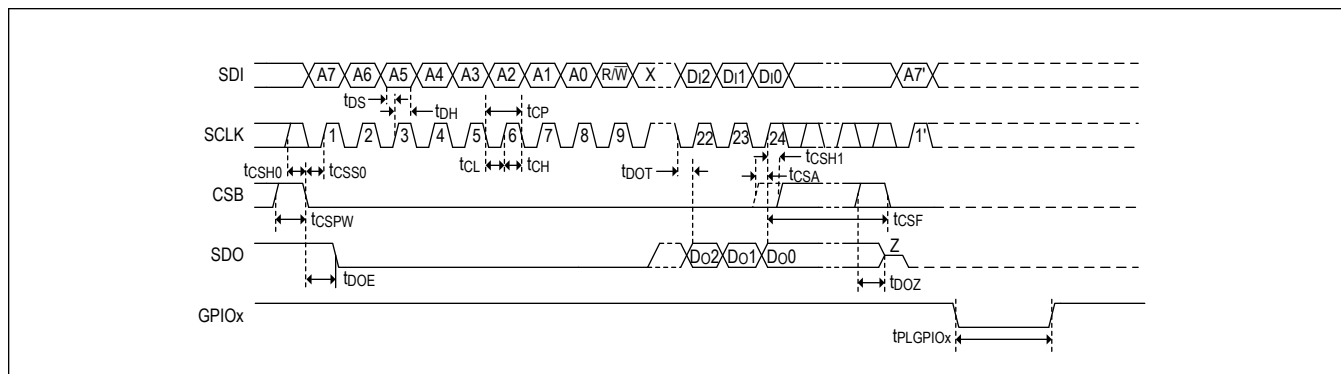 SDI A7 A6 A5 A4 A3 A2 A1 A0 R/W̅ X DI2 DI1 DI0 A7'
tDS tDH tCP
SCLK 1 2 3 4 5 6 7 8 9 22 23 24 1'
tCSH0 tCSS0 tCL tCH tDOT tCSH1
tCSA
CSB
tCSPW tCSF
SDO DO2 DO1 DO0 Z
tDOE tDOZ
GPIOx
tPLGPIOx